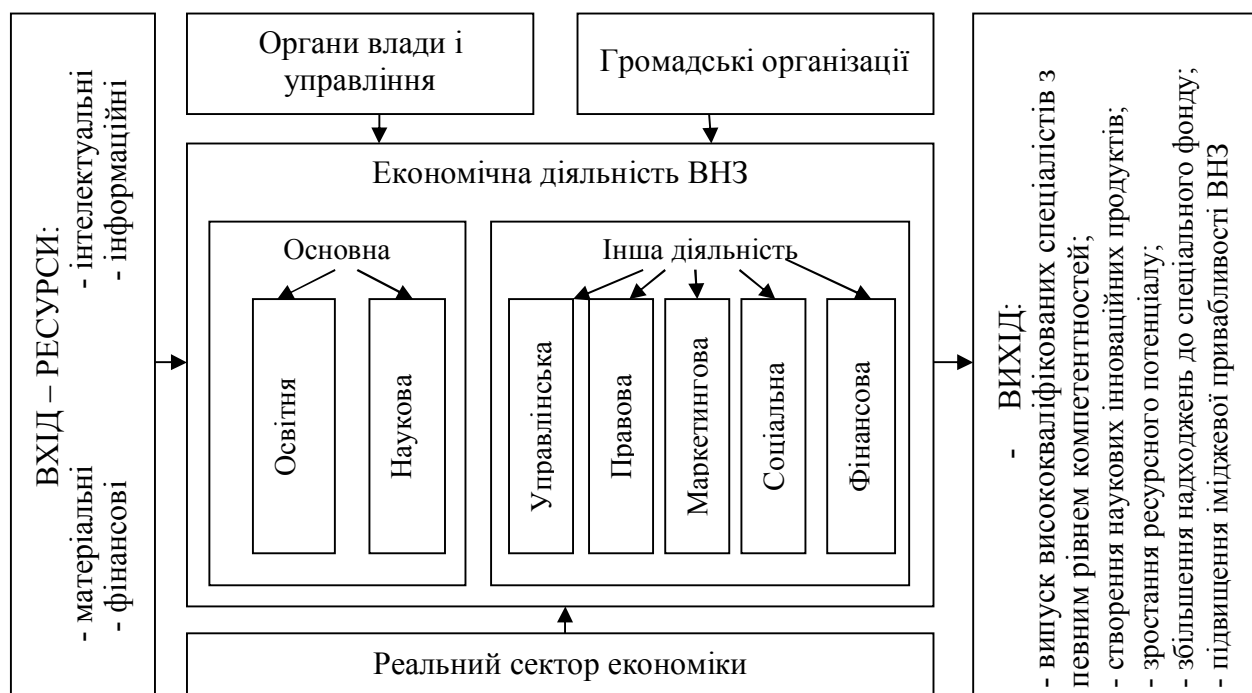 ВХІД – РЕСУРСИ:
- матеріальні
- фінансові
- інтелектуальні
- інформаційні
Органи влади і
управління
Громадські організації
Економічна діяльність ВНЗ
Основна
Освітня
Наукова
Інша діяльність
Управлінська
Правова
Маркетингова
Соціальна
Фінансова
Реальний сектор економіки
- ВИХІД:
- випуск висококваліфікованих спеціалістів з
певним рівнем компетентностей;
- створення наукових інноваційних продуктів;
- зростання ресурсного потенціалу;
- збільшення надходжень до спеціального фонду;
- підвищення іміджевої привабливості ВНЗ